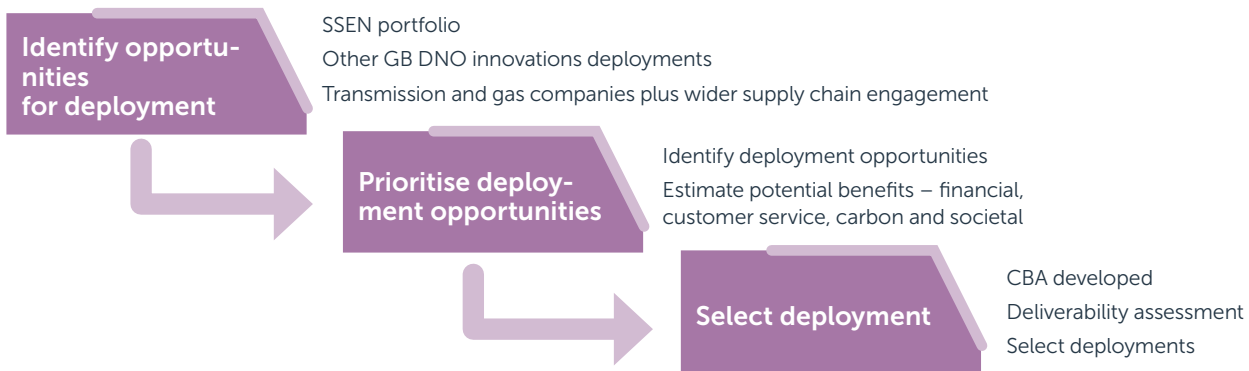 Identify opportu-
nities
for deployment
SSEN portfolio
Other GB DNO innovations deployments
Transmission and gas companies plus wider supply chain engagement
Prioritise deploy-
ment opportunities
Identify deployment opportunities
Estimate potential benefits – financial,
customer service, carbon and societal
Select deployment
CBA developed
Deliverability assessment
Select deployments